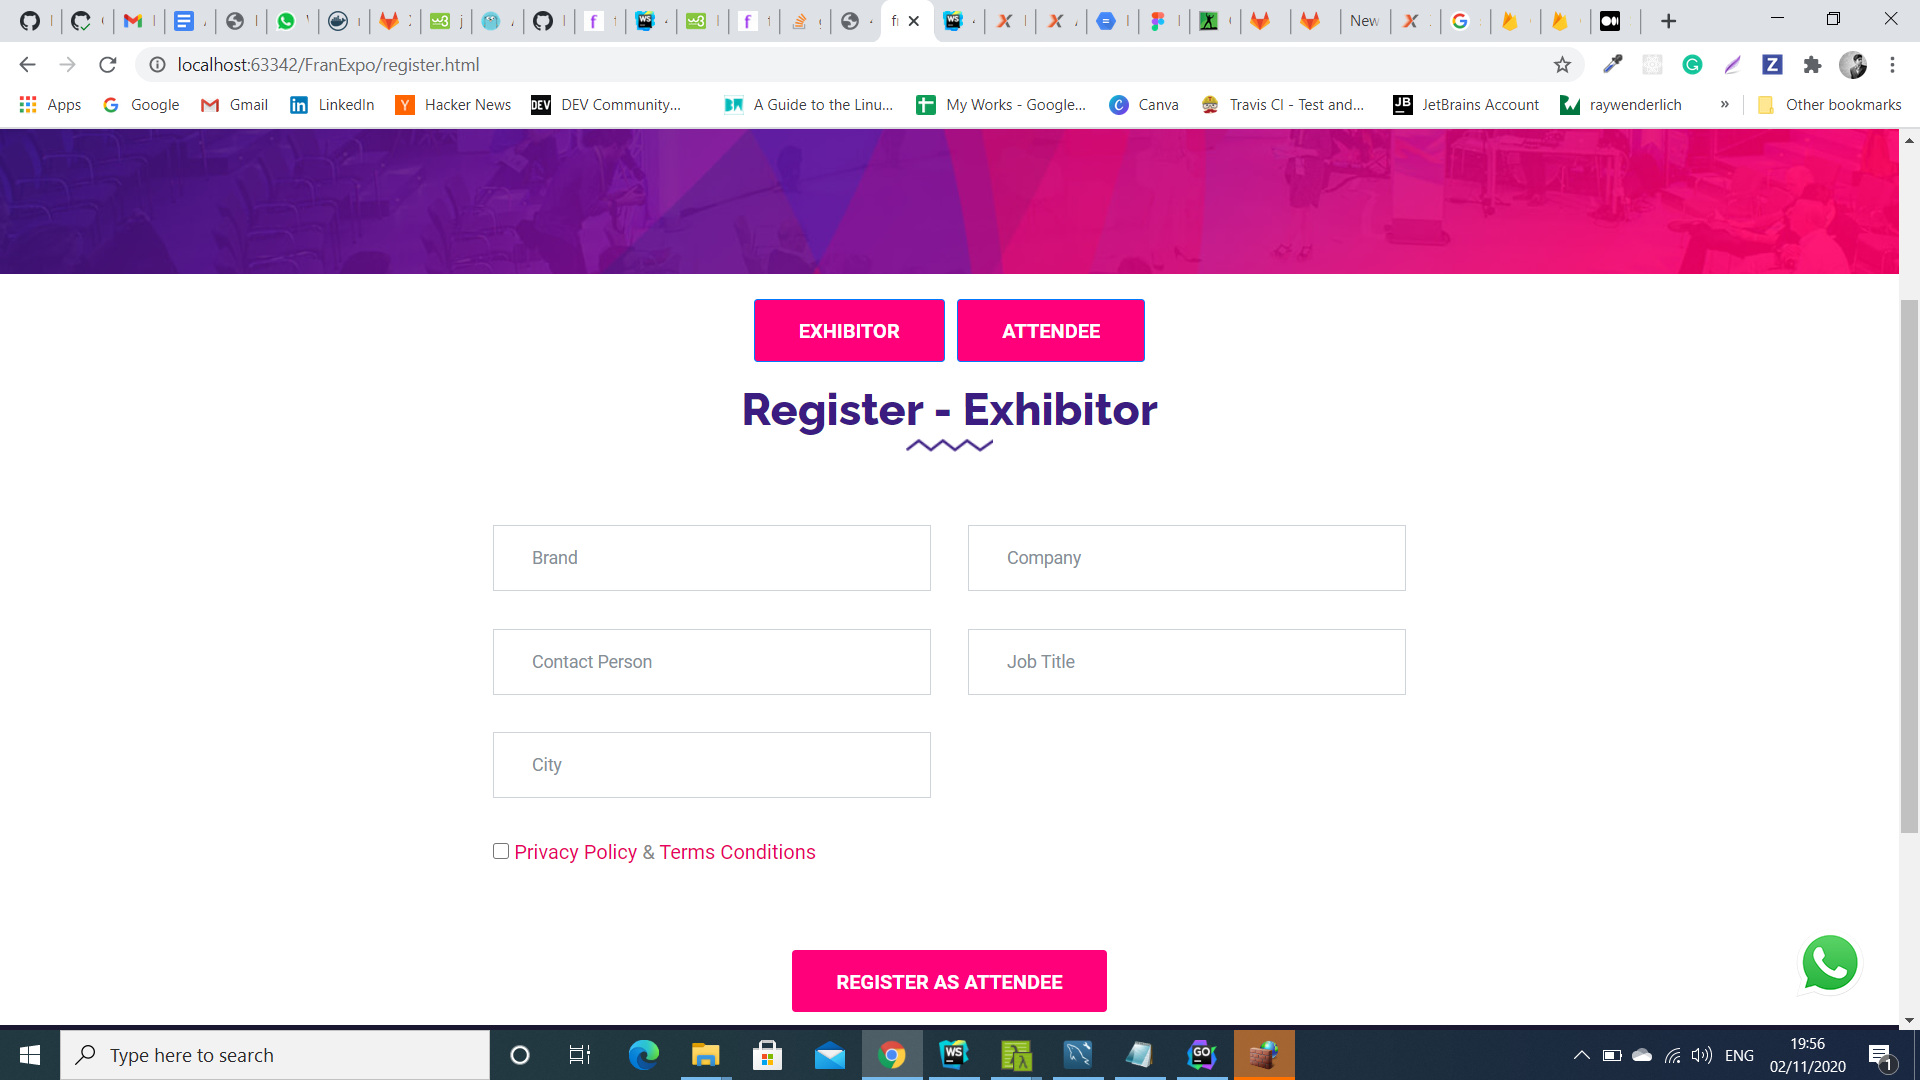 New
localhost:63342/FranExpo/register.html
Apps Google Gmail LinkedIn Hacker News DEV Community... A Guide to the Linu... My Works - Google... Canva Travis CI - Test and... JetBrains Account raywenderlich » Other bookmarks
EXHIBITOR ATTENDEE
Register - Exhibitor
Brand Company
Contact Person Job Title
City
Privacy Policy & Terms Conditions
REGISTER AS ATTENDEE
Type here to search
ENG
19:56
02/11/2020
1